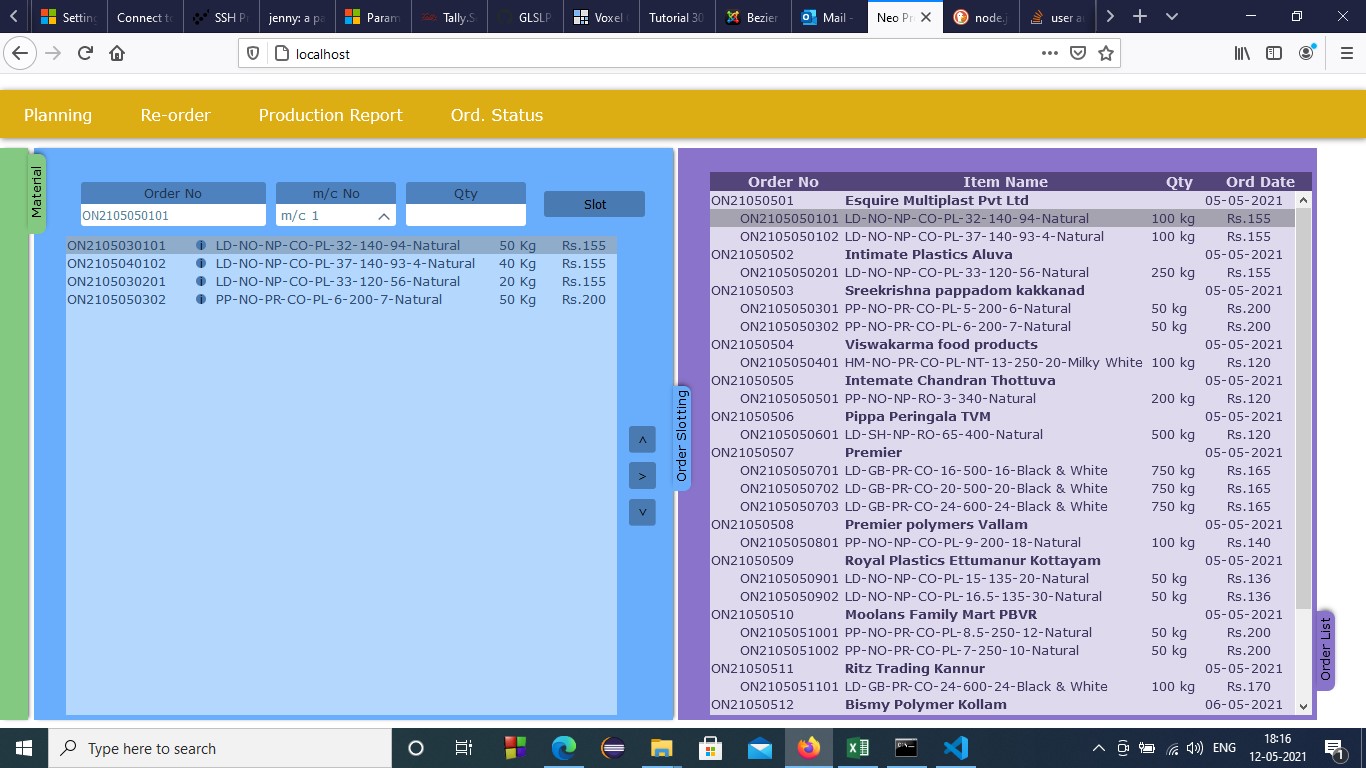 Setting
Connect to
SSH P
jenny: a pa
Param
Tally.S
GLSLP
Voxel
Tutorial 30
Bezier
Mail -
Neo Pr
node.j
user a
localhost
Planning Re-order Production Report Ord. Status
Material
Order No m/c No Qty
ON2105050101 m/c 1 Slot
ON2105030101 i LD-NO-NP-CO-PL-32-140-94-Natural 50 Kg Rs.155
ON2105040102 i LD-NO-NP-CO-PL-37-140-93-4-Natural 40 Kg Rs.155
ON2105030201 i LD-NO-NP-CO-PL-33-120-56-Natural 20 Kg Rs.155
ON2105050302 i PP-NO-PR-CO-PL-6-200-7-Natural 50 Kg Rs.200
Order Slotting
Order No Item Name Qty Ord Date
ON21050501 Esquire Multiplast Pvt Ltd 05-05-2021
ON2105050101 LD-NO-NP-CO-PL-32-140-94-Natural 100 kg Rs.155
ON2105050102 LD-NO-NP-CO-PL-37-140-93-4-Natural 100 kg Rs.155
ON21050502 Intimate Plastics Aluva 05-05-2021
ON2105050201 LD-NO-NP-CO-PL-33-120-56-Natural 250 kg Rs.155
ON21050503 Sreekrishna pappadom kakkanad 05-05-2021
ON2105050301 PP-NO-PR-CO-PL-5-200-6-Natural 50 kg Rs.200
ON2105050302 PP-NO-PR-CO-PL-6-200-7-Natural 50 kg Rs.200
ON21050504 Viswakarma food products 05-05-2021
ON2105050401 HM-NO-PR-CO-PL-NT-13-250-20-Milky White 100 kg Rs.120
ON21050505 Intemate Chandran Thottuva 05-05-2021
ON2105050501 PP-NO-NP-RO-3-340-Natural 200 kg Rs.120
ON21050506 Pippa Peringala TVM 05-05-2021
ON2105050601 LD-SH-NP-RO-65-400-Natural 500 kg Rs.120
ON21050507 Premier 05-05-2021
ON2105050701 LD-GB-PR-CO-16-500-16-Black & White 750 kg Rs.165
ON2105050702 LD-GB-PR-CO-20-500-20-Black & White 750 kg Rs.165
ON2105050703 LD-GB-PR-CO-24-600-24-Black & White 750 kg Rs.165
ON21050508 Premier polymers Vallam 05-05-2021
ON2105050801 PP-NO-NP-CO-PL-9-200-18-Natural 100 kg Rs.140
ON21050509 Royal Plastics Ettumanur Kottayam 05-05-2021
ON2105050901 LD-NO-NP-CO-PL-15-135-20-Natural 50 kg Rs.136
ON2105050902 LD-NO-NP-CO-PL-16.5-135-30-Natural 50 kg Rs.136
ON21050510 Moolans Family Mart PBVR 05-05-2021
ON2105051001 PP-NO-PR-CO-PL-8.5-250-12-Natural 50 kg Rs.200
ON2105051002 PP-NO-PR-CO-PL-7-250-10-Natural 50 kg Rs.200
ON21050511 Ritz Trading Kannur 05-05-2021
ON2105051101 LD-GB-PR-CO-24-600-24-Black & White 100 kg Rs.170
ON21050512 Bismy Polymer Kollam 06-05-2021
Order List
Type here to search
ENG
18:16
12-05-2021
1